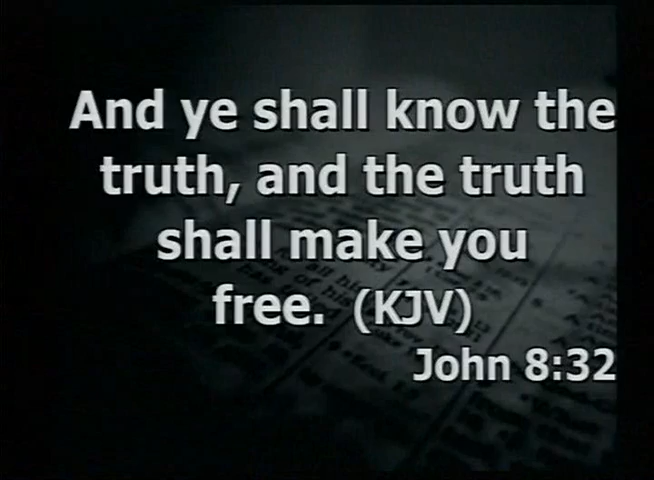 And ye shall know the
truth, and the truth
shall make you
free. (KJV)
John 8:32